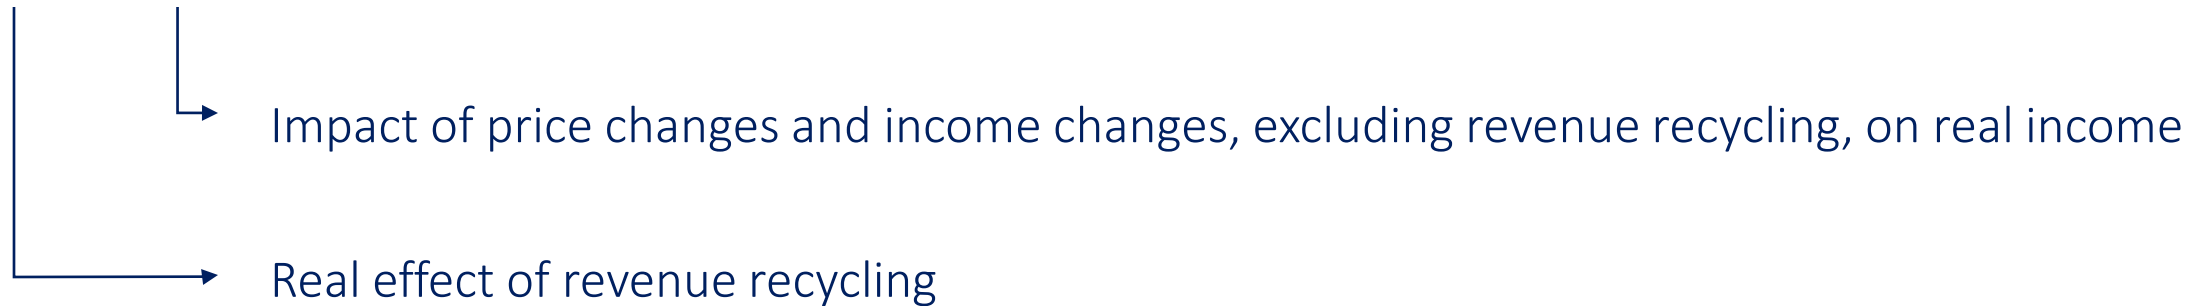 Impact of price changes and income changes, excluding revenue recycling, on real income
Real effect of revenue recycling